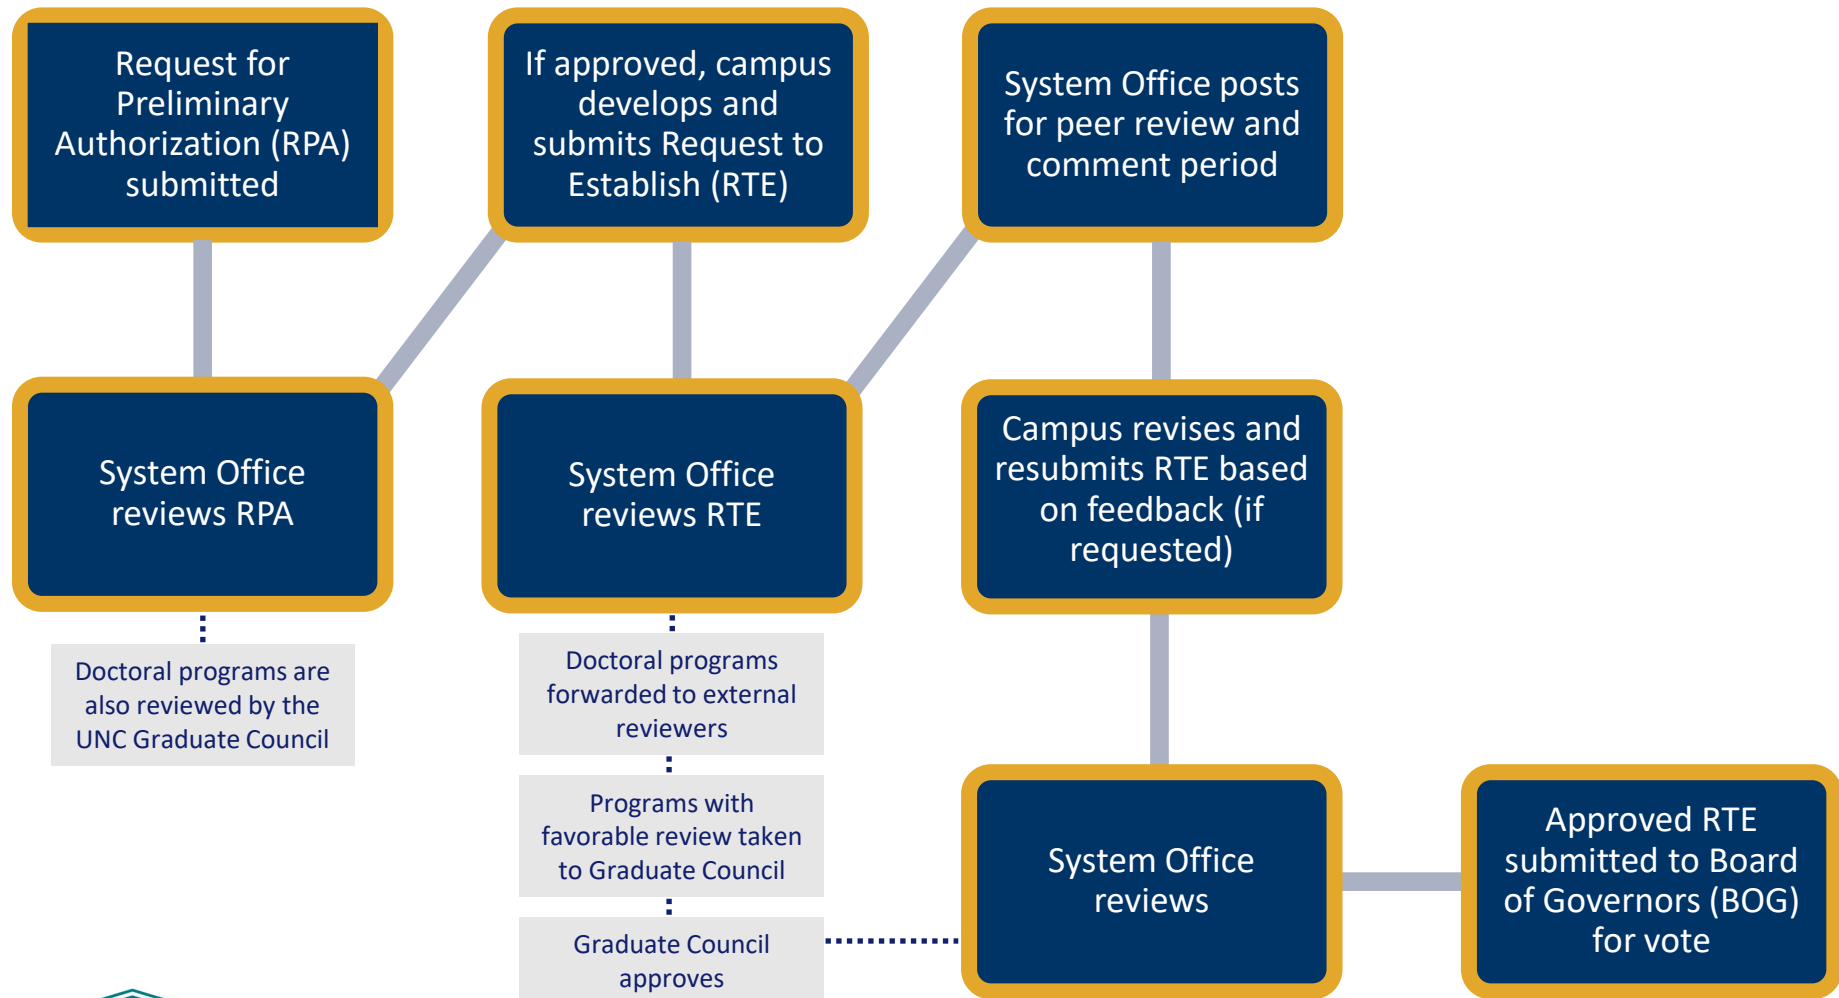 Request for
Preliminary
Authorization (RPA)
submitted
System Office
reviews RPA
Doctoral programs are
also reviewed by the
UNC Graduate Council
If approved, campus
develops and
submits Request to
Establish (RTE)
System Office
reviews RTE
Doctoral programs
forwarded to external
reviewers
Programs with
favorable review taken
to Graduate Council
Graduate Council
approves
System Office posts
for peer review and
comment period
Campus revises and
resubmits RTE based
on feedback (if
requested)
System Office
reviews
Approved RTE
submitted to Board
of Governors (BOG)
for vote